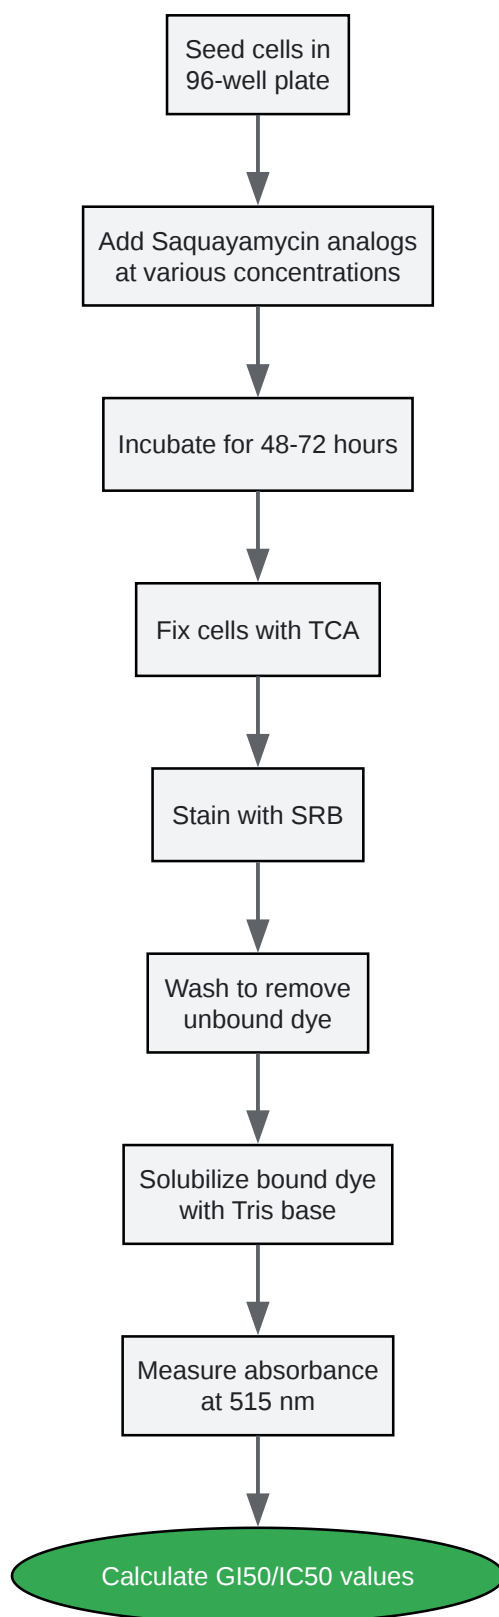 Seed cells in
96-well plate
Add Saquayamycin analogs
at various concentrations
Incubate for 48-72 hours
Fix cells with TCA
Stain with SRB
Wash to remove
unbound dye
Solubilize bound dye
with Tris base
Measure absorbance
at 515 nm
Calculate GI50/IC50 values